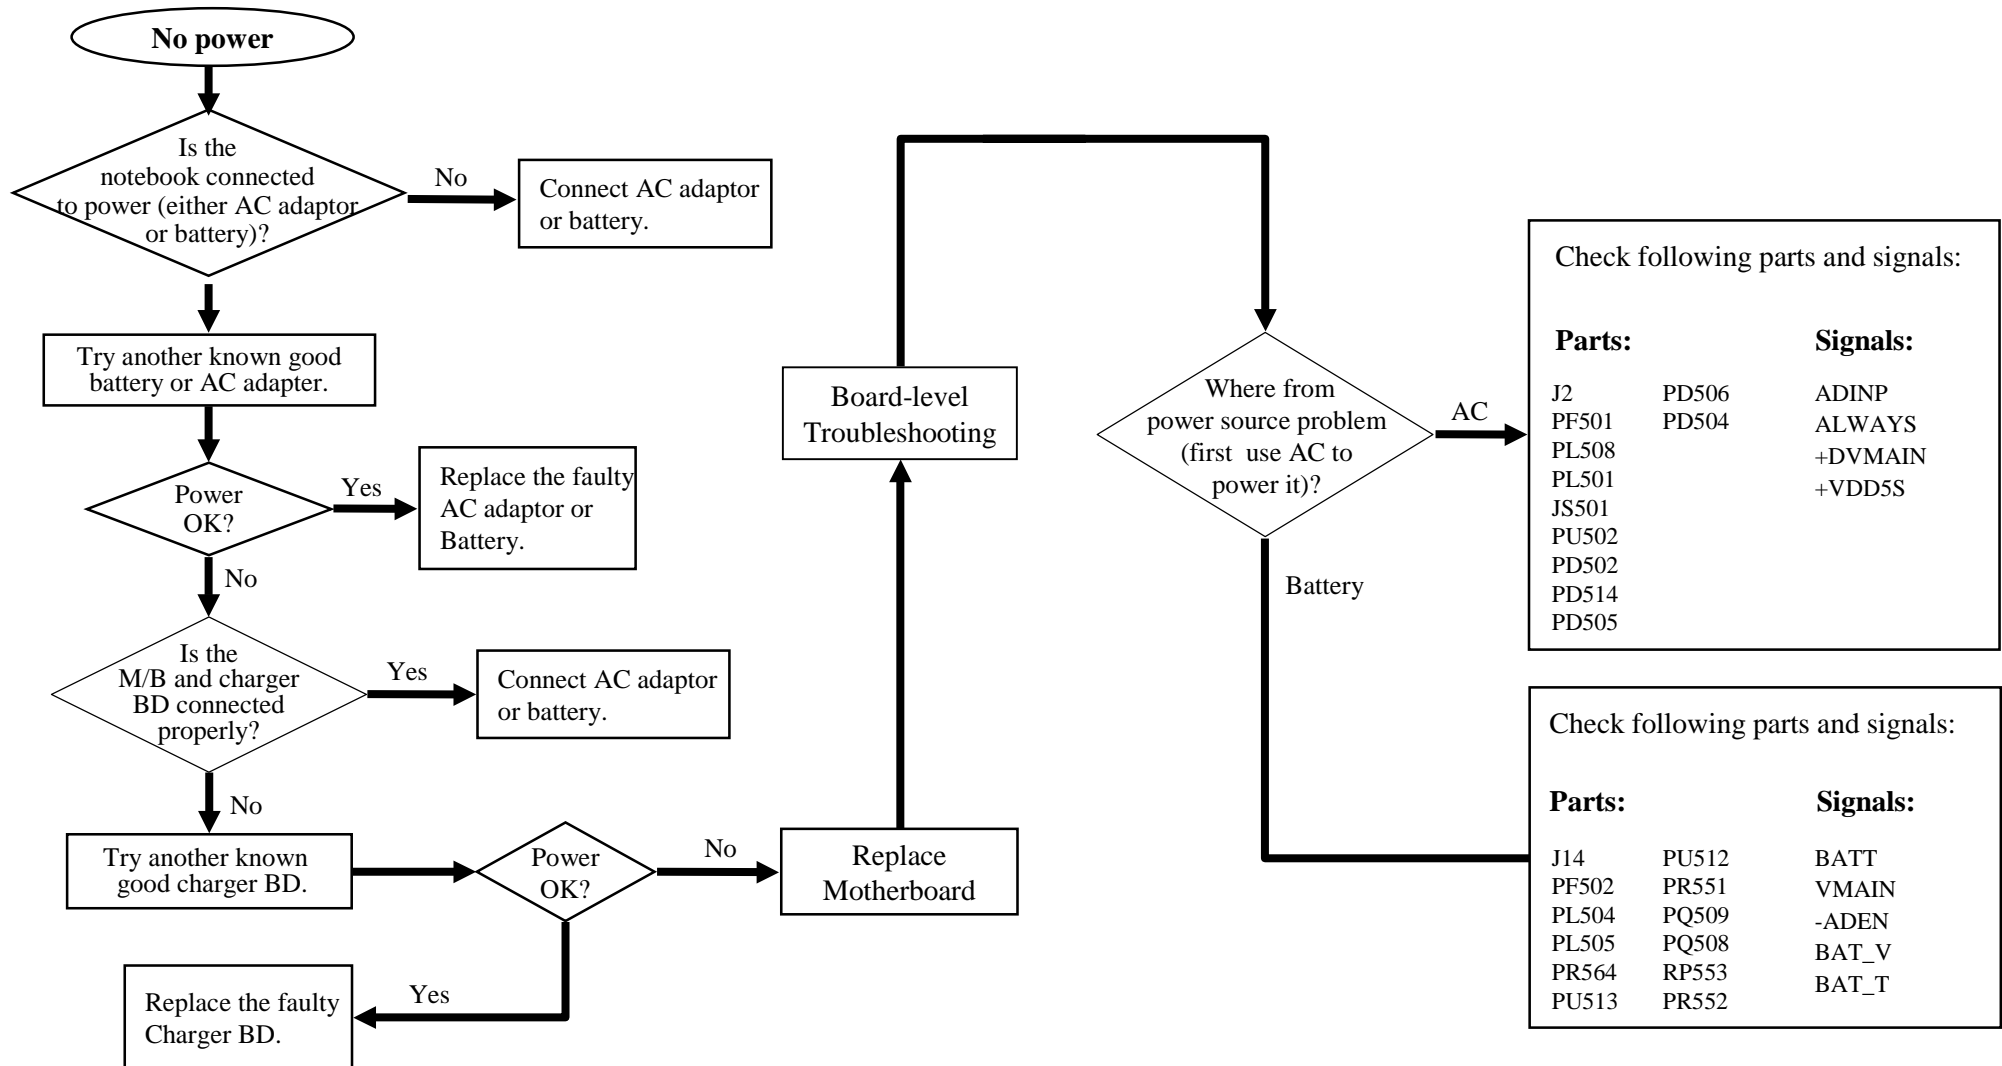 No power
Is the
notebook connected
to power (either AC adaptor
or battery)?
No
Connect AC adaptor
or battery.
Try another known good
battery or AC adapter.
Power
OK?
Yes
Replace the faulty
AC adaptor or
Battery.
No
Is the
M/B and charger
BD connected
properly?
Yes
Connect AC adaptor
or battery.
No
Try another known
good charger BD.
Power
OK?
No
Replace
Motherboard
Yes
Replace the faulty
Charger BD.
Board-level
Troubleshooting
Where from
power source problem
(first use AC to
power it)?
AC
Battery
Check following parts and signals:
Parts:
Signals:
J2
PF501
PL508
PL501
JS501
PU502
PD502
PD514
PD505
PD506
PD504
ADINP
ALWAYS
+DVMAIN
+VDD5S
Check following parts and signals:
Parts:
Signals:
J14
PF502
PL504
PL505
PR564
PU513
PU512
PR551
PQ509
PQ508
RP553
PR552
BATT
VMAIN
-ADEN
BAT_V
BAT_T